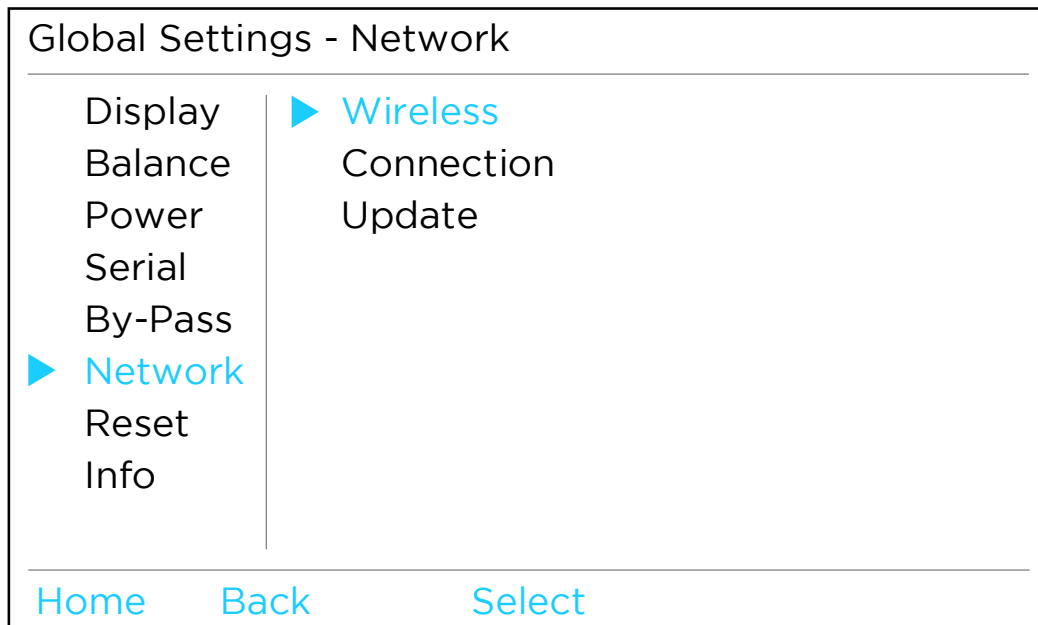 Global Settings - Network
Display
Balance
Power
Serial
By-Pass
Network
Reset
Info
Wireless
Connection
Update
Home Back Select